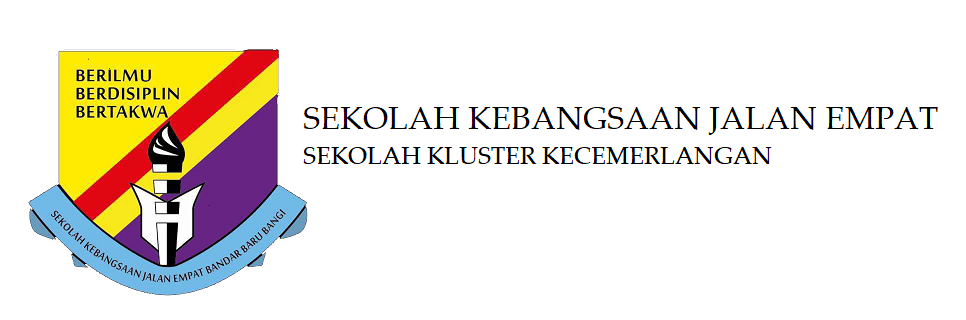 BERILMU
BERDISIPLIN
BERTAKWA
SEKOLAH KEBANGSAAN JALAN EMPAT BANDAR BARU BANGI
SEKOLAH KEBANGSAAN JALAN EMPAT
SEKOLAH KLUSTER KECEMERLANGAN